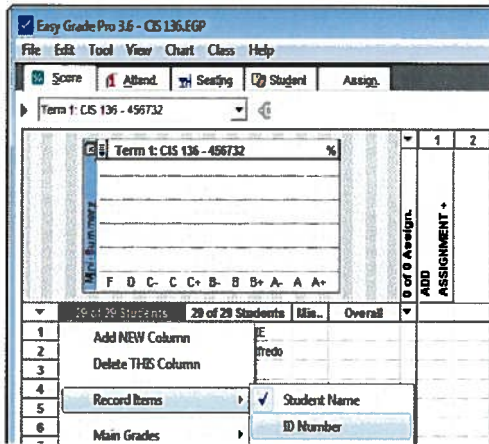 Easy Grade Pro 3.6 - CIS 136.EGP
File Edit Tool View Chart Class Help
Score Attend. Seating Student Assign.
Term 1: CIS 136 - 456732
1 2
Term 1: CIS 136 - 456732 %
Mini Summary
F D C- C C+ B- B B+ A- A A+
0 of 0 Assign.
ADD
ASSIGNMENT +
29 of 29 Students 29 of 29 Students Mis.. Overall
1
Add NEW Column
2 lfredo
Delete THIS Column
3
4
Record Items Student Name
5
6 ID Number
Main Grades